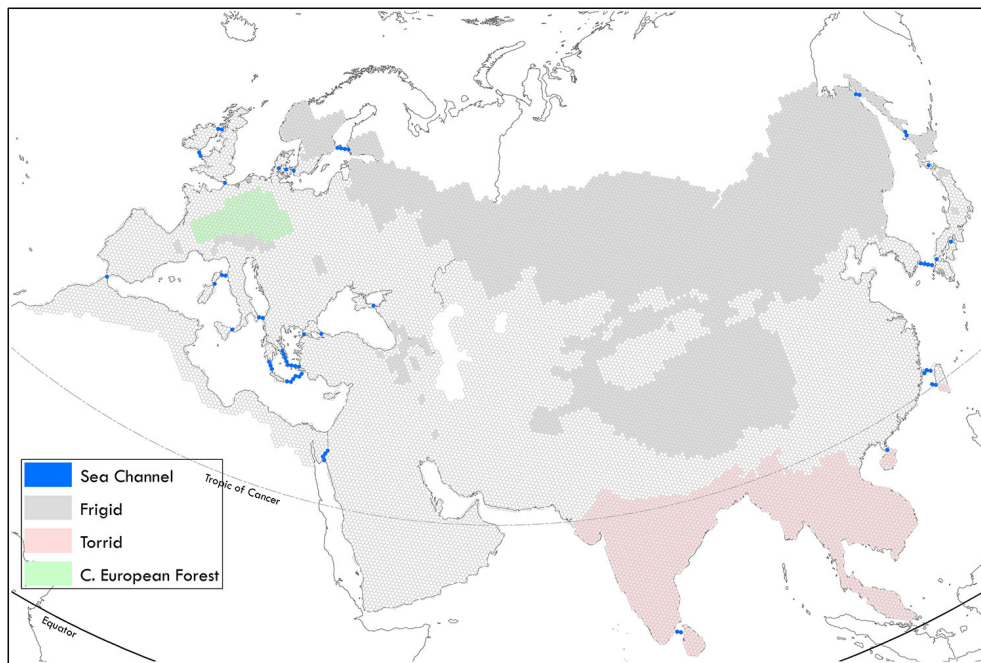 Sea Channel
Frigid
Torrid
C. European Forest
Tropic of Cancer
Equator